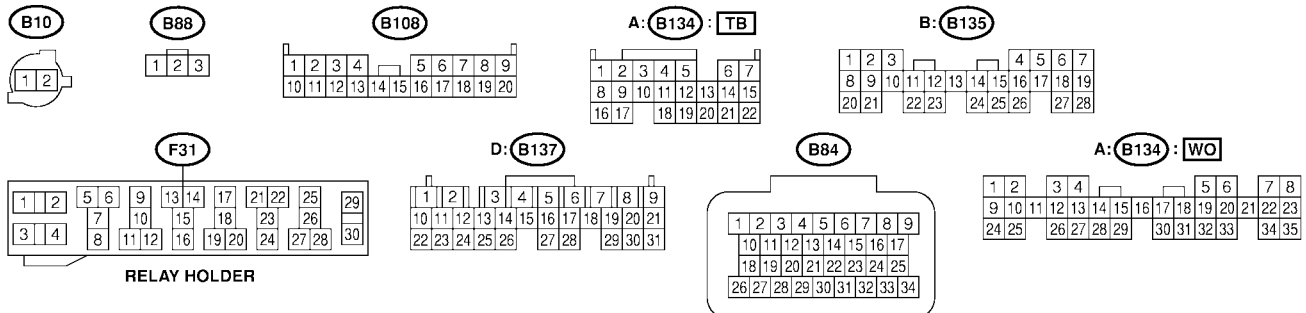 B10
B88
B108
A: B134 : TB
B: B135
1 2
1 2 3
1 2 3 4 5 6 7 8 9
10 11 12 13 14 15 16 17 18 19 20
1 2 3 4 5 6 7
8 9 10 11 12 13 14 15
16 17 18 19 20 21 22
1 2 3 4 5 6 7
8 9 10 11 12 13 14 15 16 17 18 19
20 21 22 23 24 25 26 27 28
F31
D: B137
B84
A: B134 : WO
1 2 5 6 9 13 14 17 21 22 25 29
7 10 15 18 23 26
3 4 8 11 12 16 19 20 24 27 28 30
RELAY HOLDER
1 2 3 4 5 6 7 8 9
10 11 12 13 14 15 16 17 18 19 20 21
22 23 24 25 26 27 28 29 30 31
1 2 3 4 5 6 7 8 9
10 11 12 13 14 15 16 17
18 19 20 21 22 23 24 25
26 27 28 29 30 31 32 33 34
1 2 3 4 5 6 7 8
9 10 11 12 13 14 15 16 17 18 19 20 21 22 23
24 25 26 27 28 29 30 31 32 33 34 35